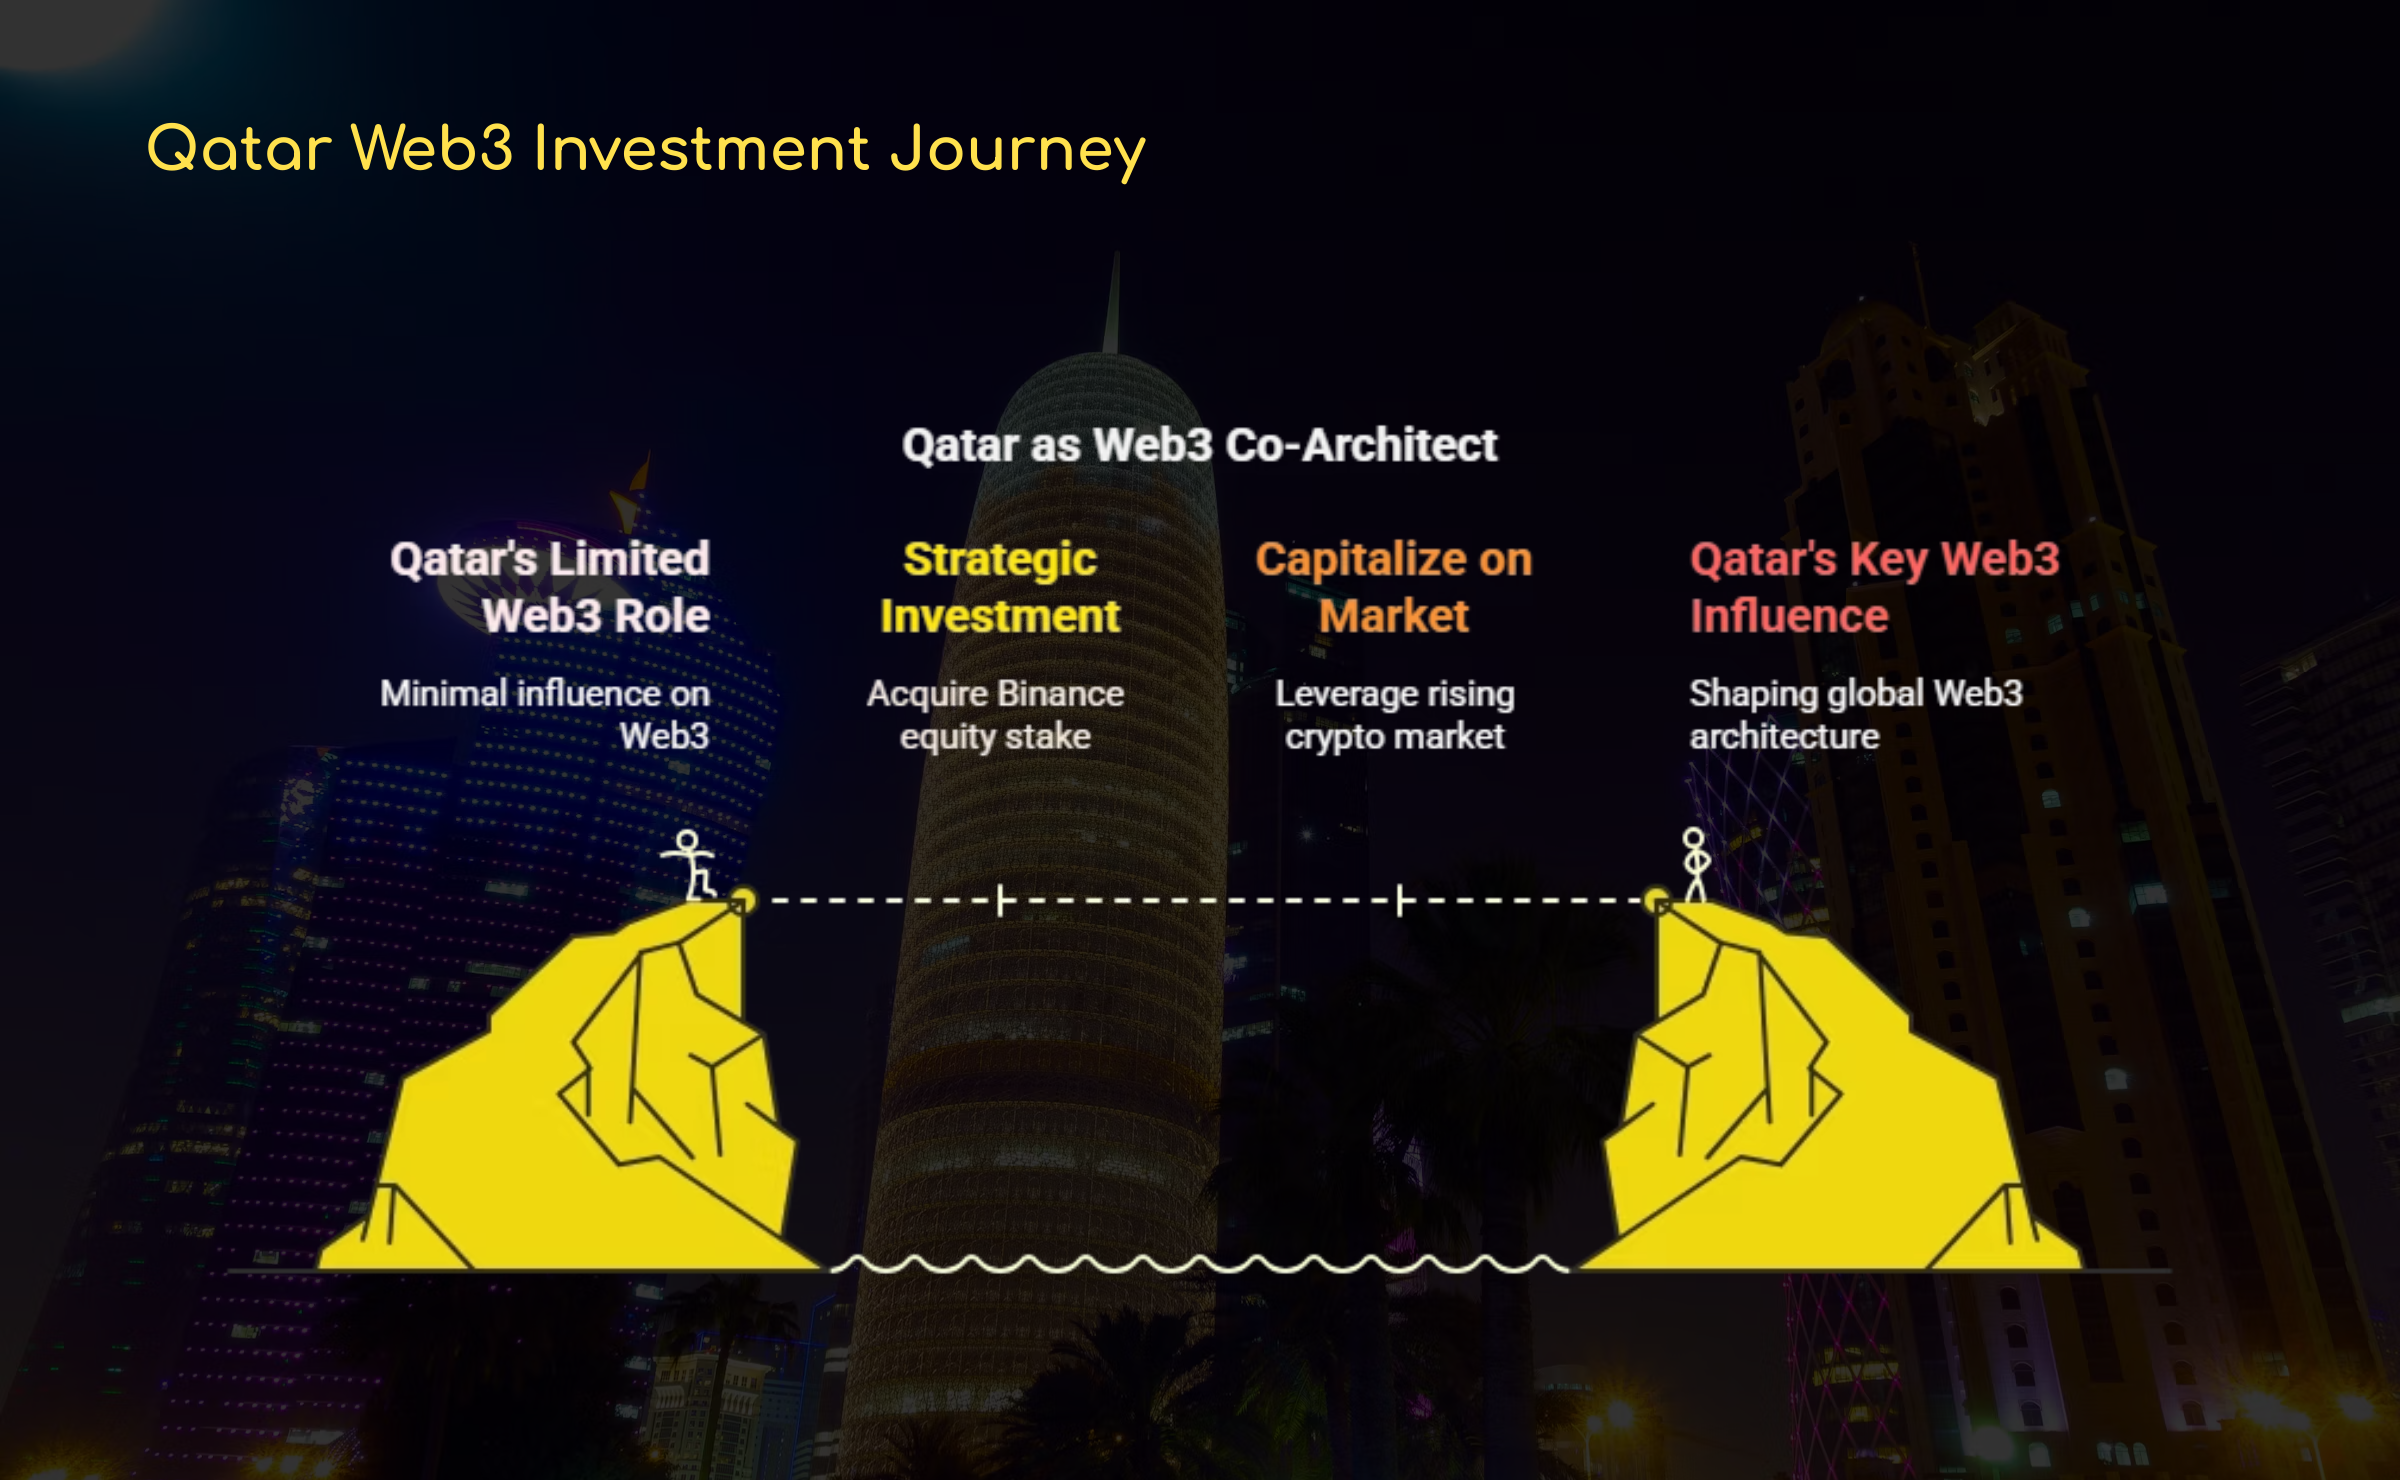 Qatar Web3 Investment Journey
Qatar as Web3 Co-Architect
Qatar's Limited
Web3 Role
Minimal influence on
Web3
Strategic
Investment
Acquire Binance
equity stake
Capitalize on
Market
Leverage rising
crypto market
Qatar's Key Web3
Influence
Shaping global Web3
architecture